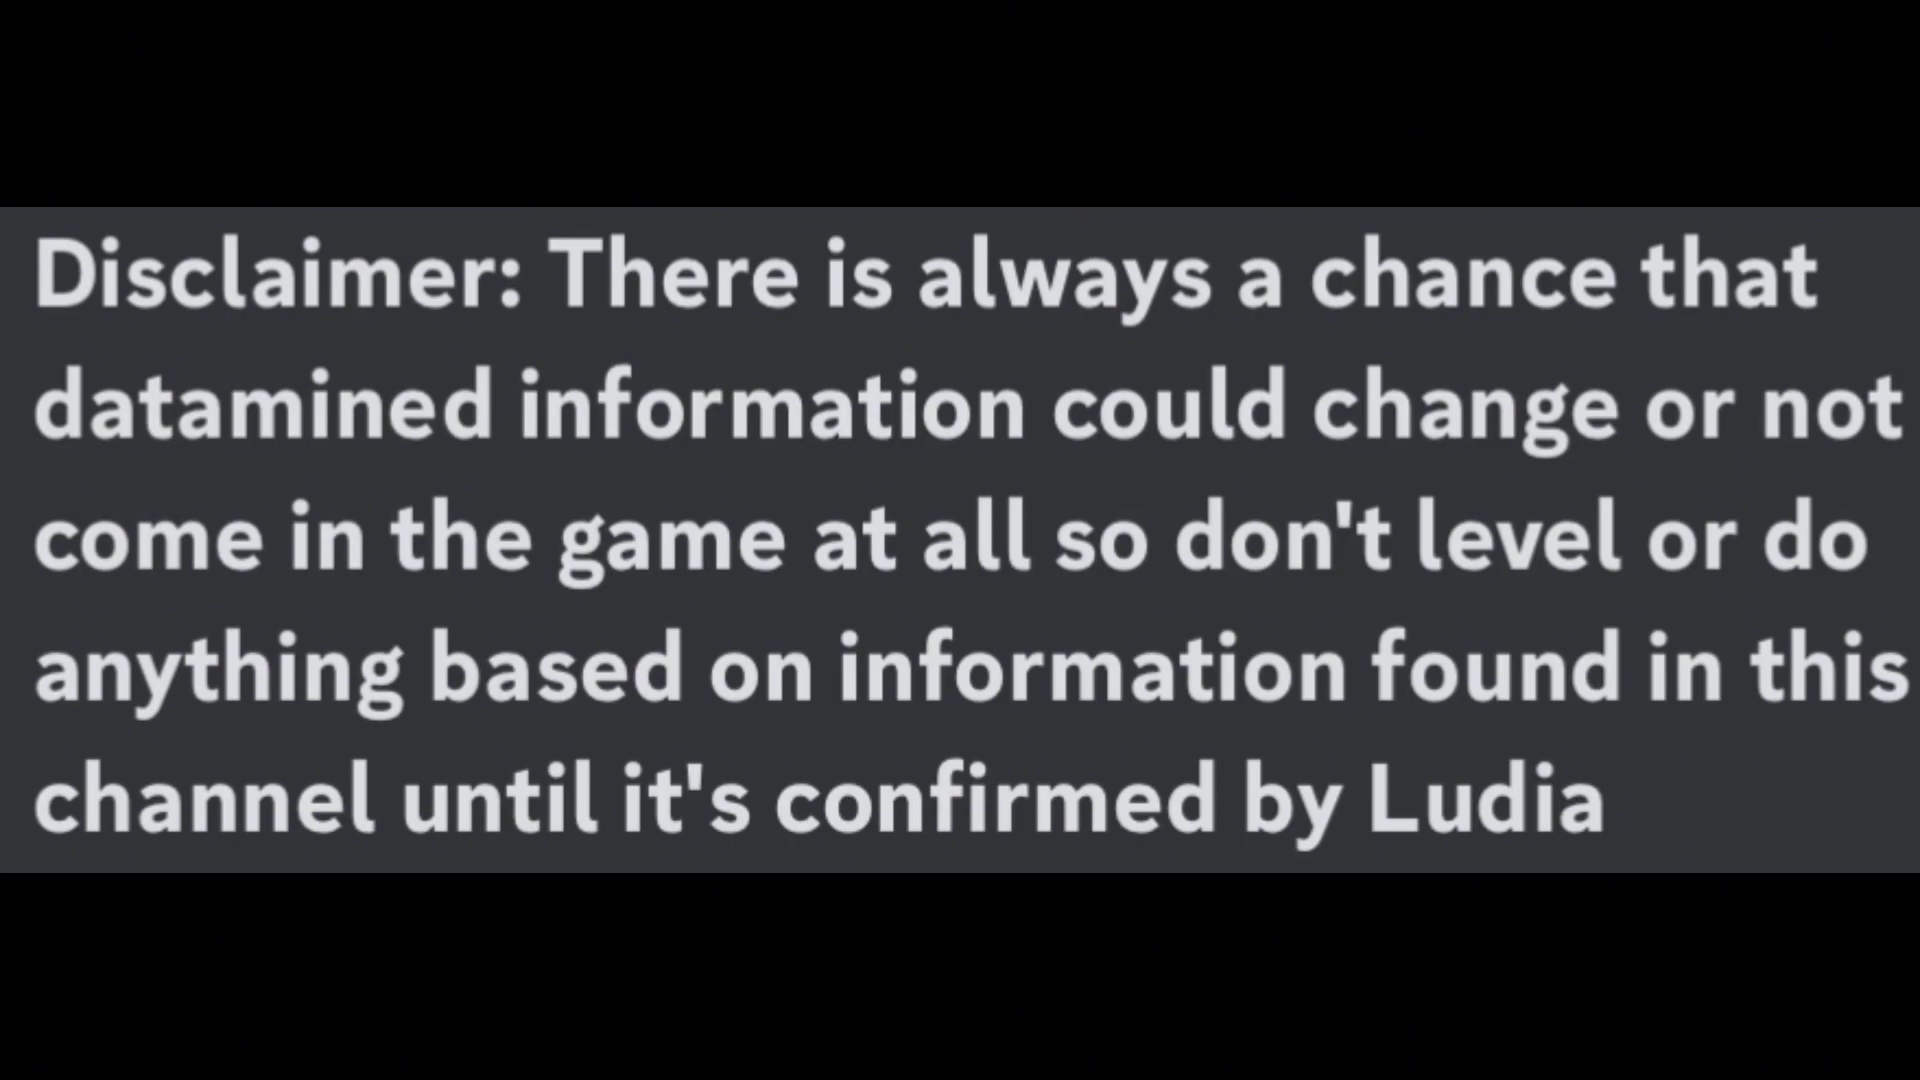 Disclaimer: There is always a chance that
datamined information could change or not
come in the game at all so don't level or do
anything based on information found in this
channel until it's confirmed by Ludia